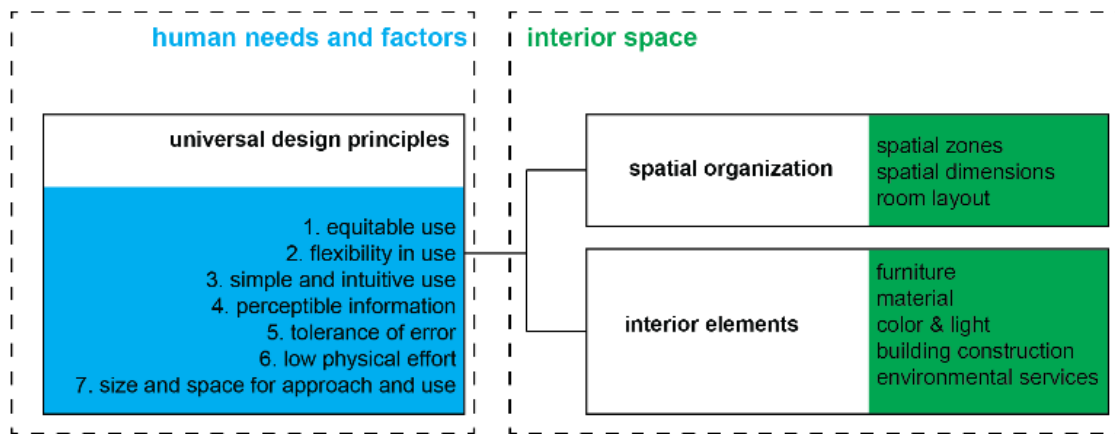 human needs and factors
universal design principles
1. equitable use
2. flexibility in use
3. simple and intuitive use
4. perceptible information
5. tolerance of error
6. low physical effort
7. size and space for approach and use
interior space
spatial organization
spatial zones
spatial dimensions
room layout
interior elements
furniture
material
color & light
building construction
environmental services